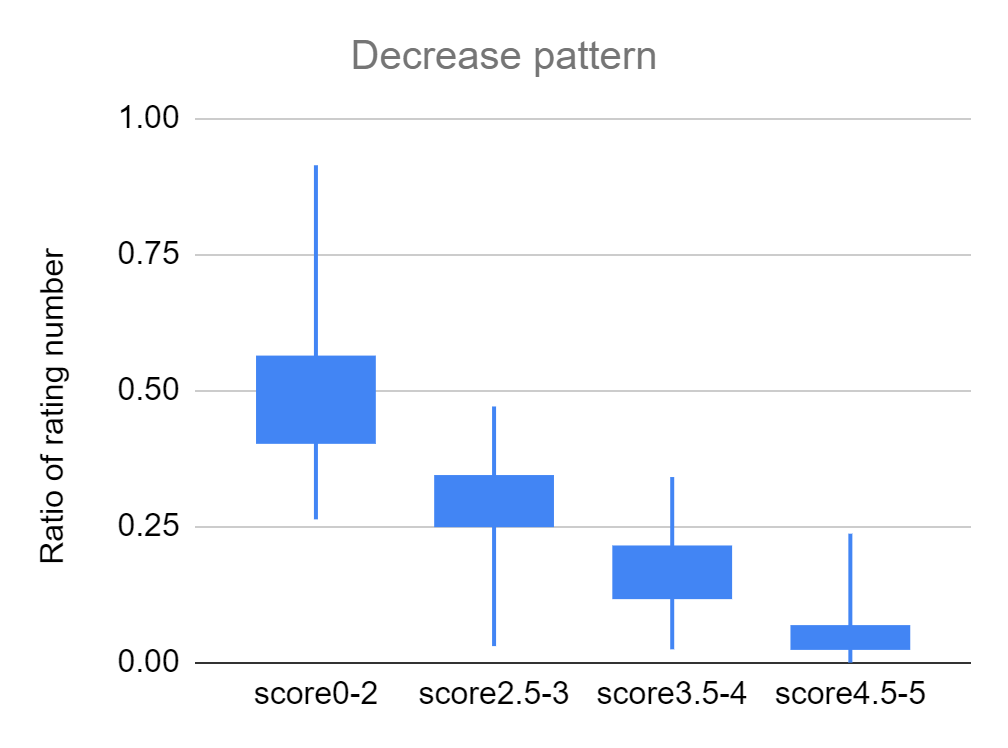 Decrease pattern
Ratio of rating number
1.00
0.75
0.50
0.25
0.00
score0-2 score2.5-3 score3.5-4 score4.5-5